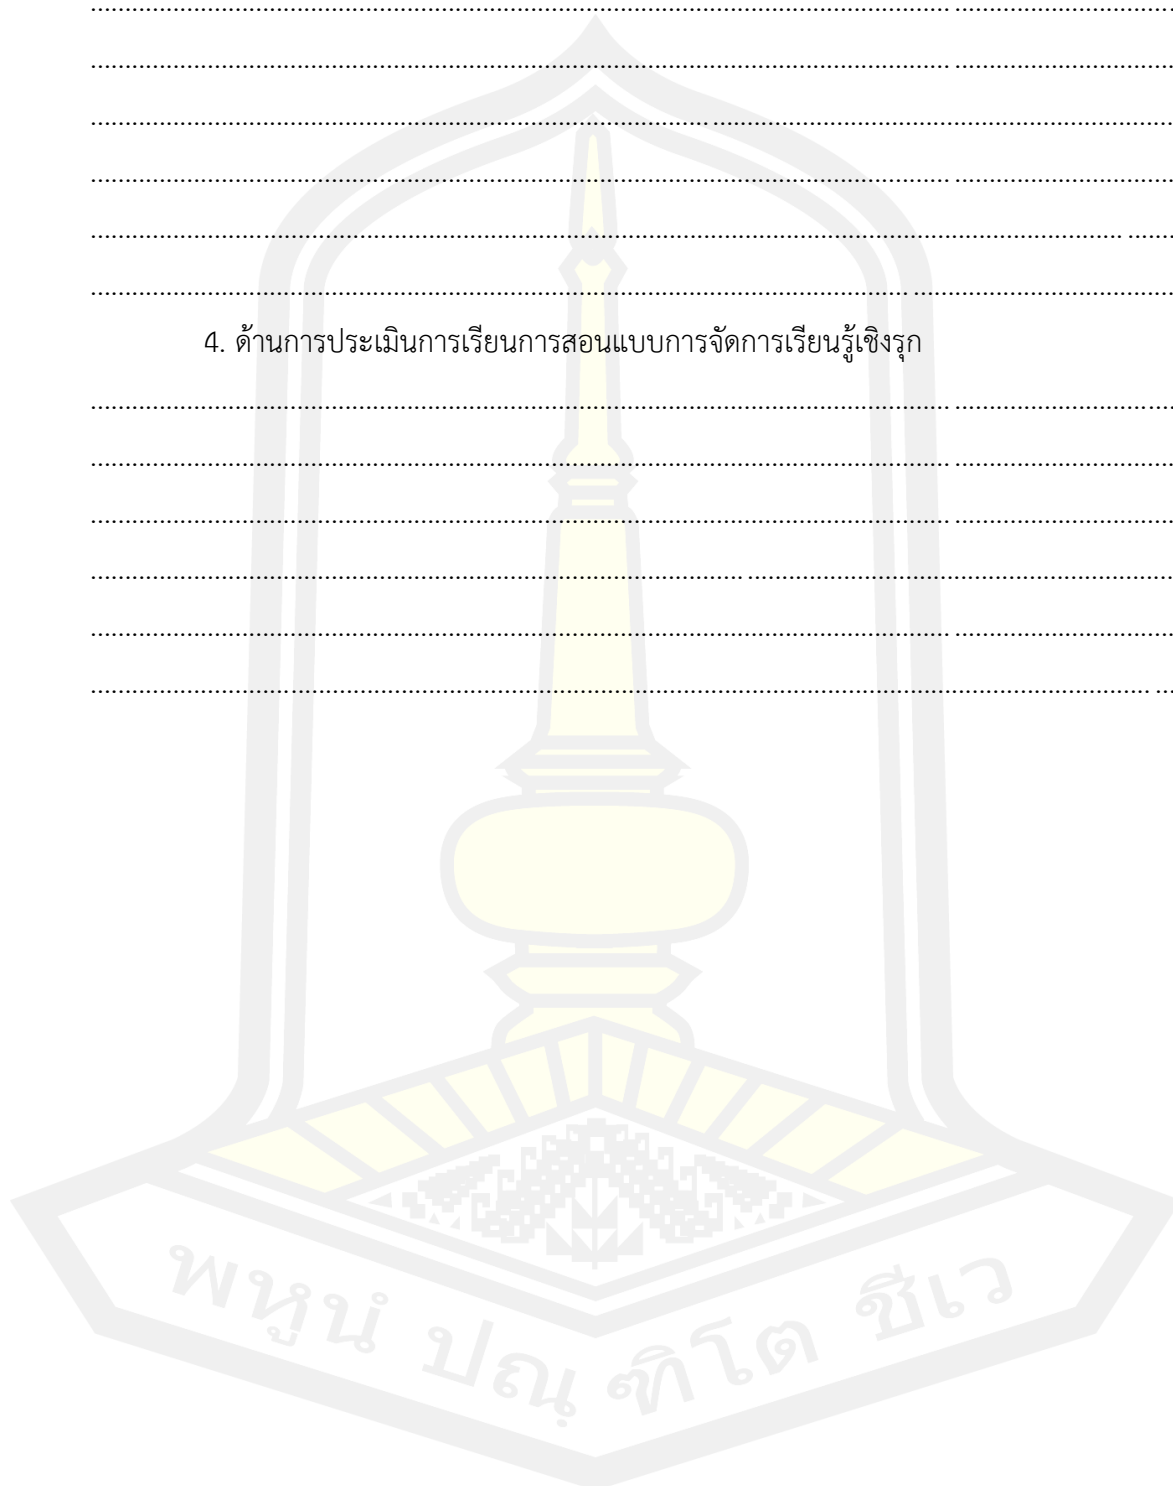 4. ด้านการประเมินการเรียนการสอนแบบการจัดการเรียนรู้เชิงรุก
พหูนํ ปณฺฑิโต ชีเว